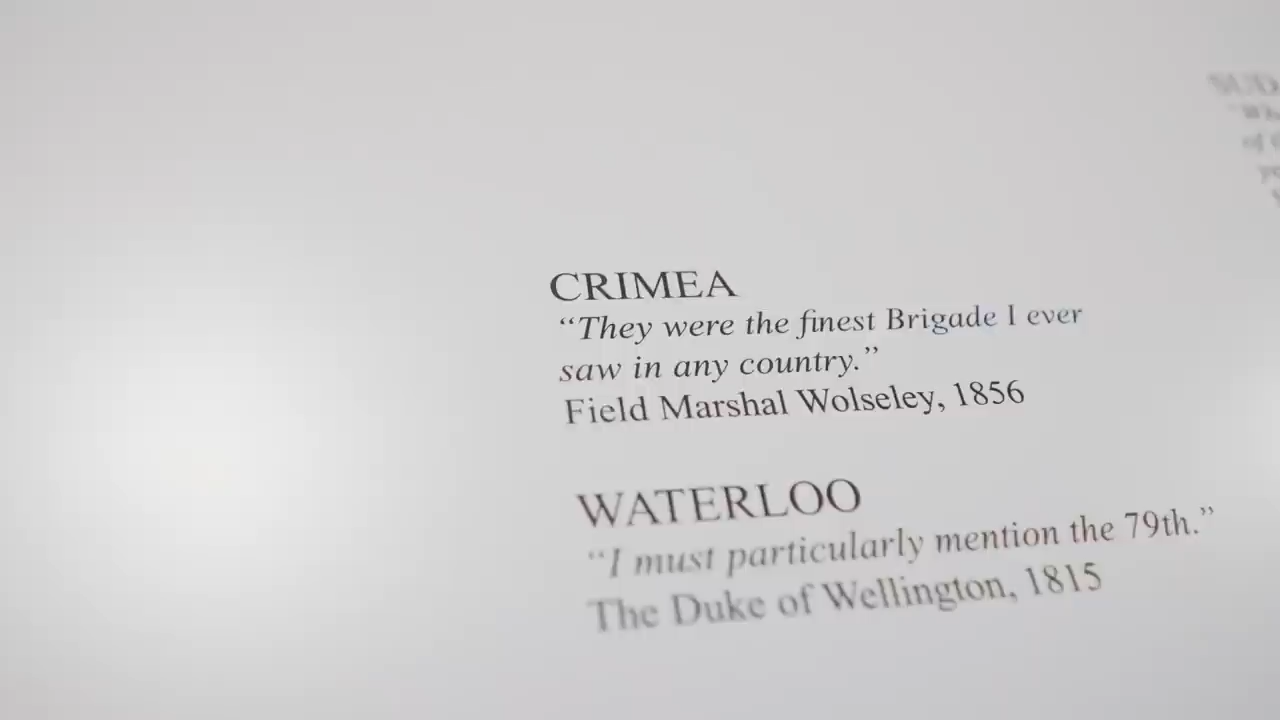 CRIMEA
“They were the finest Brigade I ever
saw in any country.”
Field Marshal Wolseley, 1856
WATERLOO
“I must particularly mention the 79th.”
The Duke of Wellington, 1815